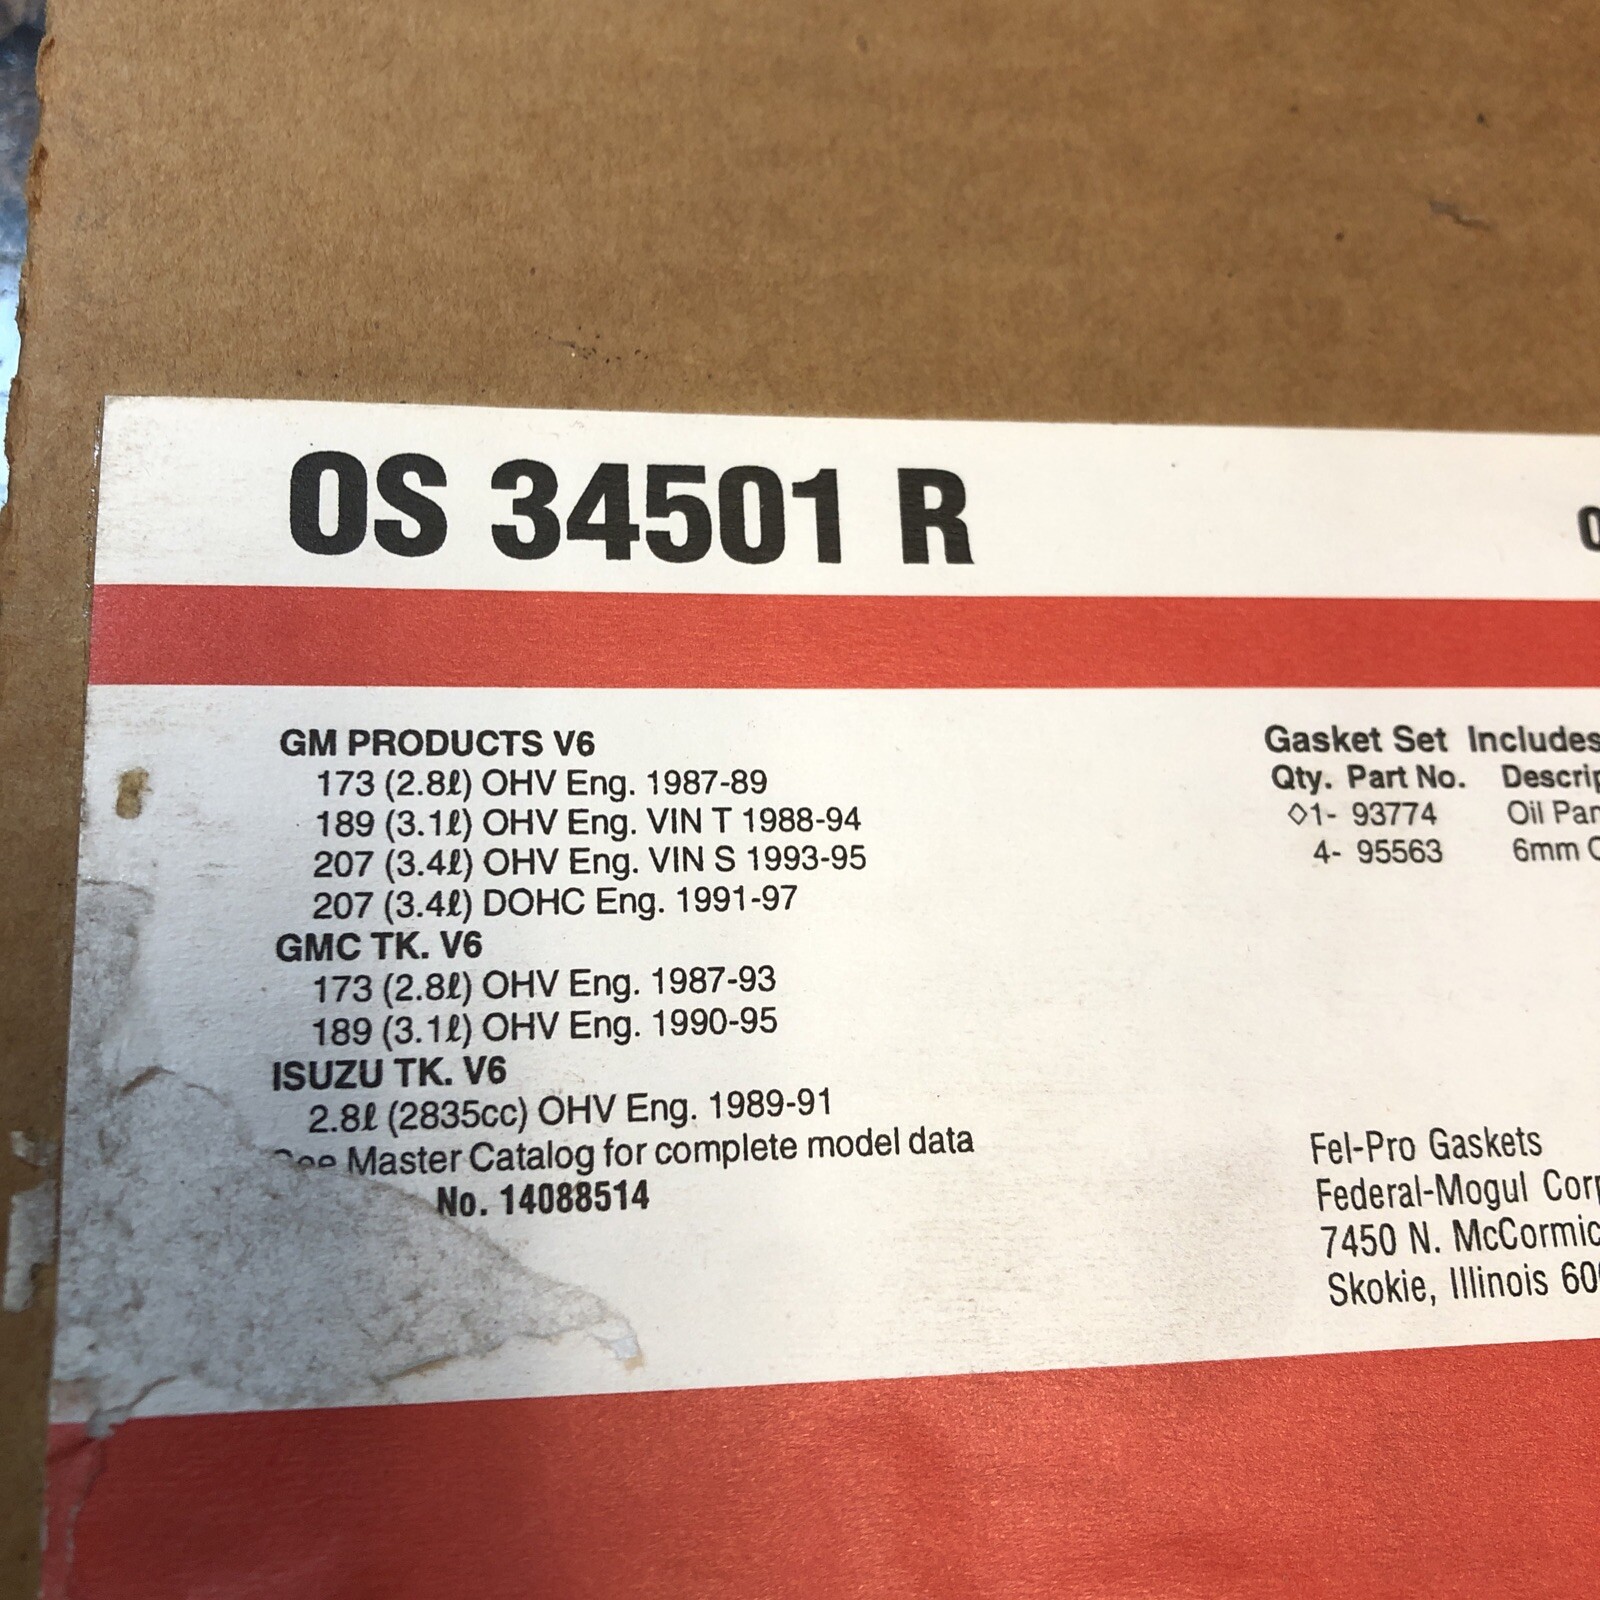 OS 34501 R
GM PRODUCTS V6
173 (2.8ℓ) OHV Eng. 1987-89
189 (3.1ℓ) OHV Eng. VIN T 1988-94
207 (3.4ℓ) OHV Eng. VIN S 1993-95
207 (3.4ℓ) DOHC Eng. 1991-97
GMC TK. V6
173 (2.8ℓ) OHV Eng. 1987-93
189 (3.1ℓ) OHV Eng. 1990-95
ISUZU TK. V6
2.8ℓ (2835cc) OHV Eng. 1989-91
See Master Catalog for complete model data
No. 14088514
Gasket Set Includes
Qty. Part No.
◇1- 93774 Oil Pan
4- 95563 6mm
Fel-Pro Gaskets
Federal-Mogul
7450 N.
Skokie, Illinois